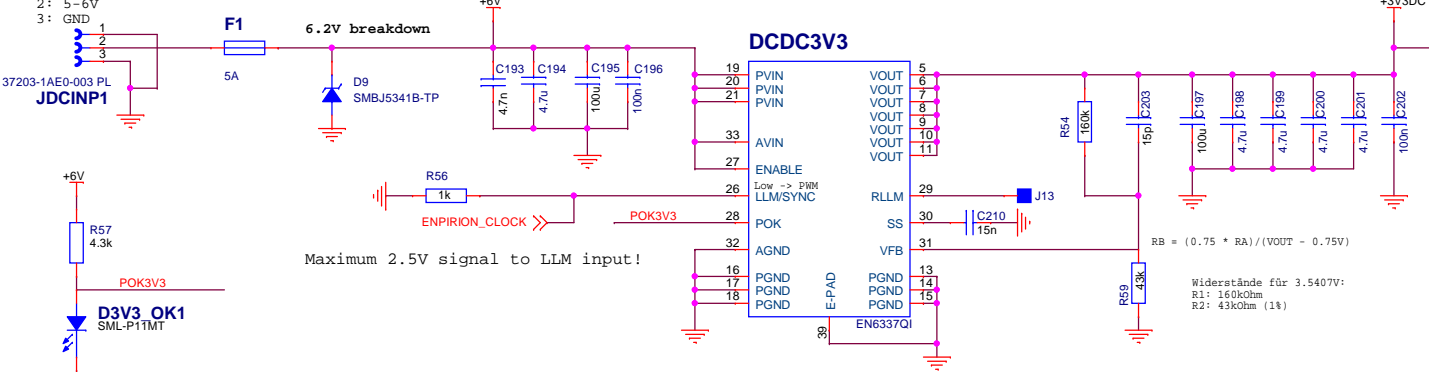 2: 5-6V
3: GND
1
2
3
37203-1AE0-003 PL
JDCINP1
F1
5A
6.2V breakdown
D9
SMBJ5341B-TP
+6V
C193
4.7n
C194
4.7u
C195
100u
C196
100n
DCDC3V3
19 PVIN
20 PVIN
21 PVIN
33 AVIN
27 ENABLE
Low -> PWM
26 LLM/SYNC
28 POK
32 AGND
16 PGND
17 PGND
18 PGND
VOUT 5
VOUT 6
VOUT 7
VOUT 8
VOUT 9
VOUT 10
VOUT 11
RLLM 29
SS 30
VFB 31
PGND 13
PGND 14
PGND 15
E-PAD
39
EN6337QI
R56
1k
ENPIRION_CLOCK
POK3V3
Maximum 2.5V signal to LLM input!
+6V
R57
4.3k
POK3V3
D3V3_OK1
SML-P11MT
J13
C210
15n
R54
160k
C203
15p
C197
100u
C198
4.7u
C199
4.7u
C200
4.7u
C201
4.7u
C202
100n
+3V3DC
R59
43k
RB = (0.75 * RA)/(VOUT - 0.75V)
Widerstände für 3.5407V:
R1: 160kOhm
R2: 43kOhm (1%)